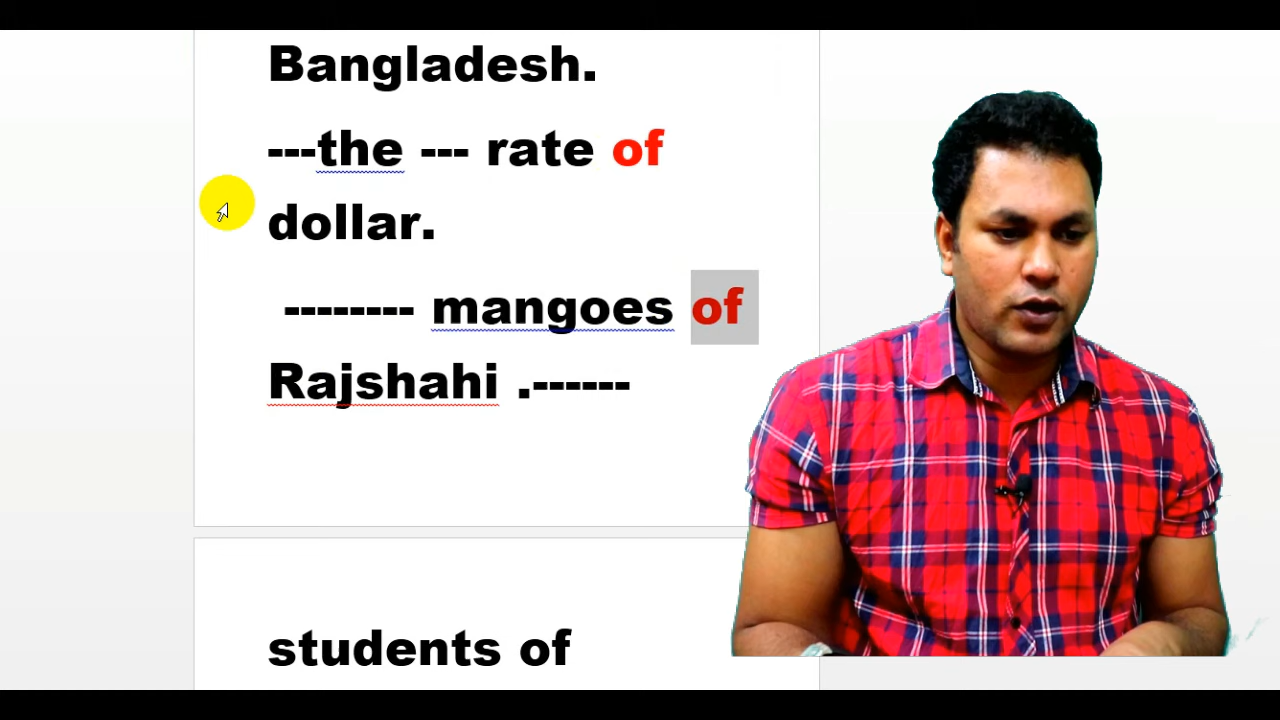 Bangladesh.
---the --- rate of
dollar.
-------- mangoes of
Rajshahi .------
students of